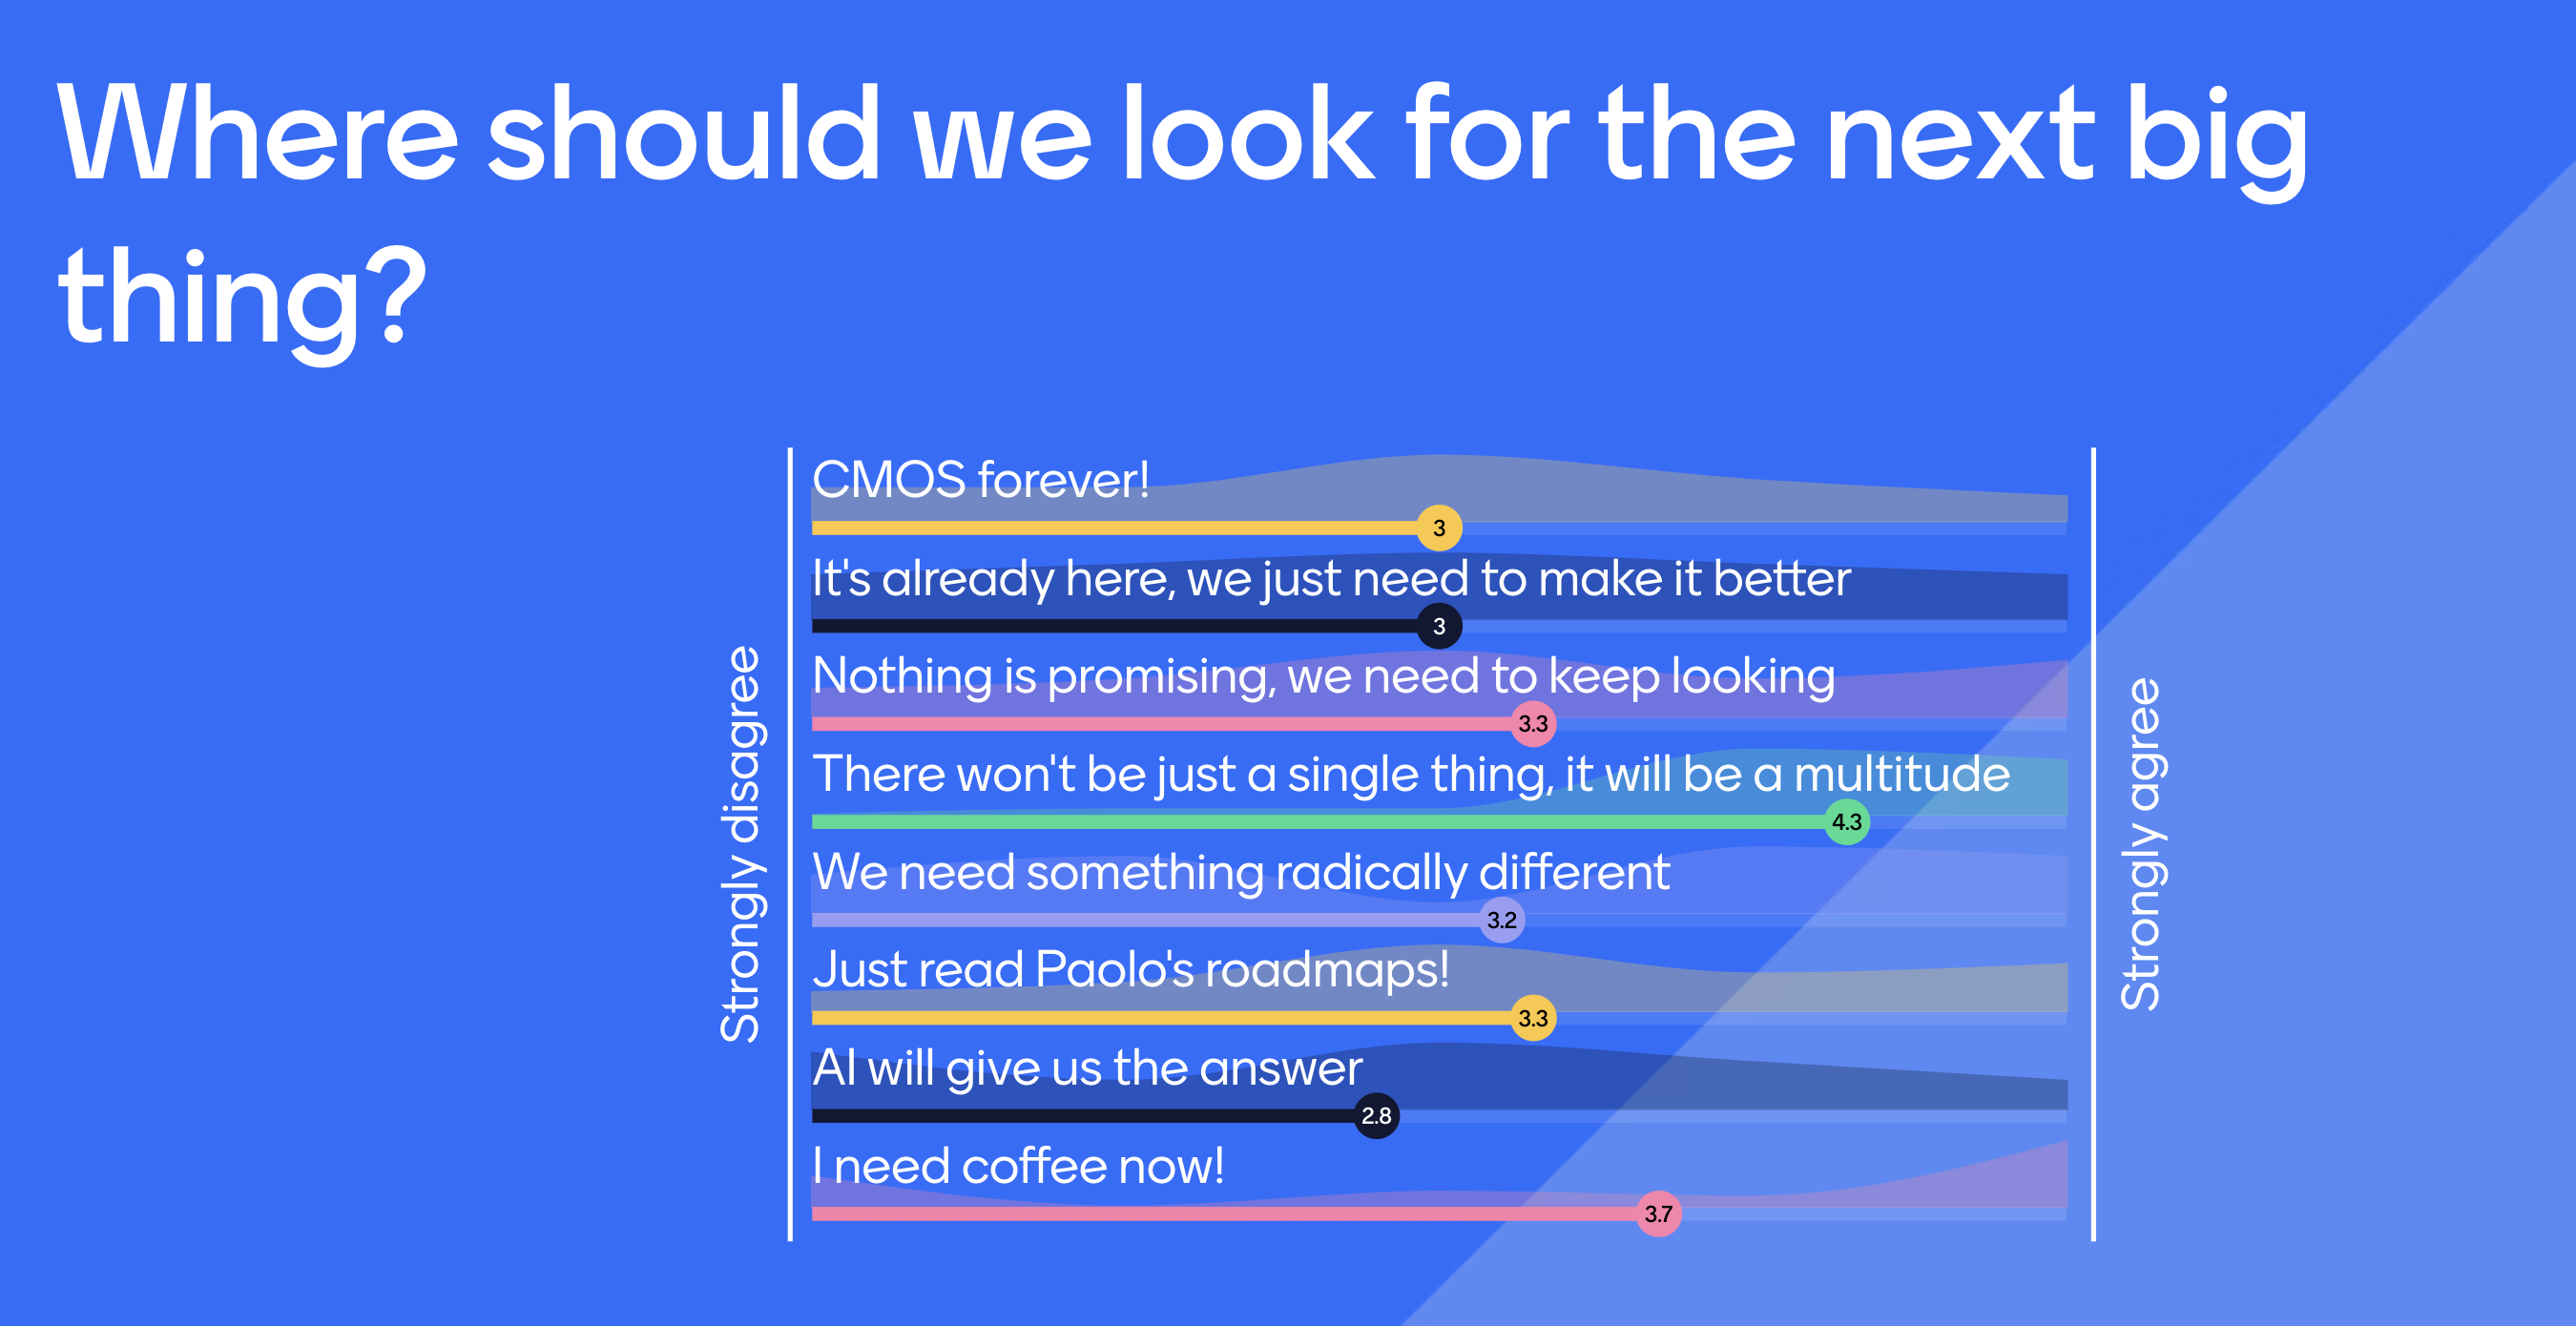 Where should we look for the next big
thing?
Strongly disagree
CMOS forever!
3
It's already here, we just need to make it better
3
Nothing is promising, we need to keep looking
3.3
There won't be just a single thing, it will be a multitude
4.3
We need something radically different
3.2
Just read Paolo's roadmaps!
3.3
AI will give us the answer
2.8
I need coffee now!
3.7
Strongly agree